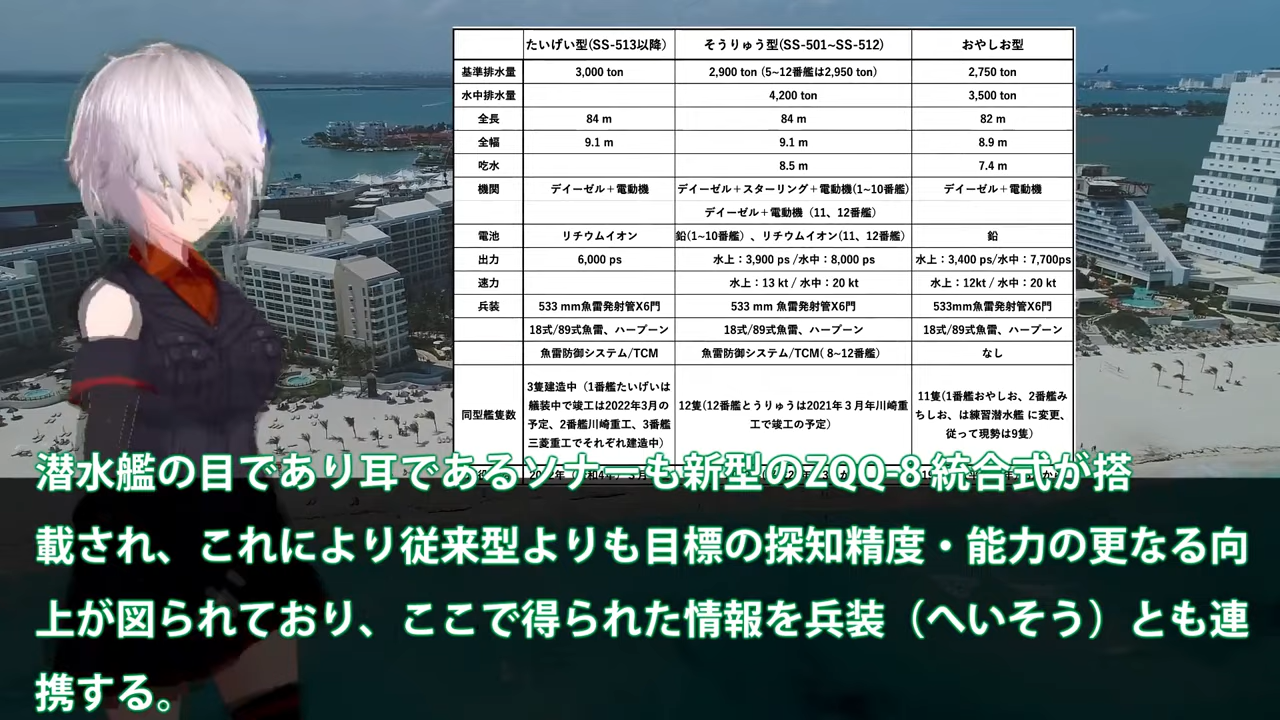 たいげい型(SS-513以降) そうりゅう型(SS-501~SS-512) おやしお型
基準排水量 3,000 ton 2,900 ton (5~12番艦は2,950 ton) 2,750 ton
水中排水量 4,200 ton 3,500 ton
全長 84 m 84 m 82 m
全幅 9.1 m 9.1 m 8.9 m
吃水 8.5 m 7.4 m
機関 デイーゼル＋電動機 デイーゼル＋スターリング＋電動機(1~10番艦) デイーゼル＋電動機
デイーゼル＋電動機（11、12番艦）
電池 リチウムイオン 鉛(1~10番艦）、リチウムイオン(11、12番艦） 鉛
出力 6,000 ps 水上：3,900 ps /水中：8,000 ps 水上：3,400 ps/水中：7,700ps
速力 水上：13 kt / 水中：20 kt 水上：12kt / 水中：20 kt
兵装 533 mm魚雷発射管X6門 533 mm 魚雷発射管X6門 533mm魚雷発射管X6門
18式/89式魚雷、ハープーン 18式/89式魚雷、ハープーン 18式/89式魚雷、ハープーン
魚雷防御システム/TCM 魚雷防御システム/TCM( 8~12番艦） なし
同型艦隻数
3隻建造中（1番艦たいげいは
艤装中で竣工は2022年3月の
予定、2番艦川崎重工、3番艦
三菱重工でそれぞれ建造中）
12隻(12番艦とうりゅうは2021年３月年川崎重
工で竣工の予定）
11隻(1番艦おやしお、2番艦み
ちしお、は練習潜水艦 に変更、
従って現勢は9隻）
潜水艦の目であり耳であるソナーも新型のZQQ-8統合式が搭
載され、これにより従来型よりも目標の探知精度・能力の更なる向
上が図られており、ここで得られた情報を兵装（へいそう）とも連
携する。